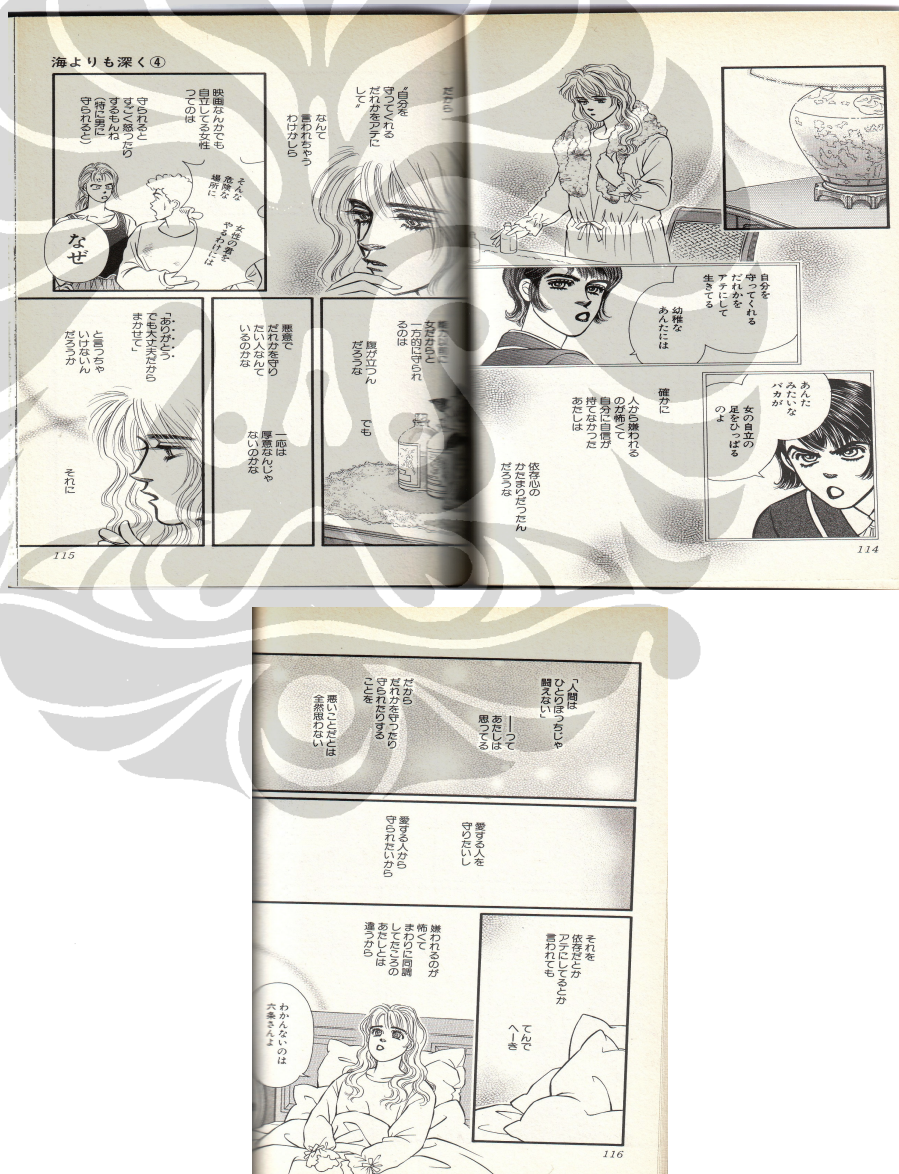 自分を
守ってくれる
だれかを
アテにして
生きてる
幼稚な
あんたには
あんた
みたいな
バカが
女の自立の
足をひっぱる
のよ
確かに
人から嫌われる
のが怖くて
自分に自信が
持てなかった
あたしは
依存心の
かたまりだったん
だろうな
114
海よりも深く④
だから
“自分を
守ってくれる
だれかをアテに
して”
なんて
言われちゃう
わけかしら
映画なんかでも
自立してる女性
ってのは
守られると
すごく怒ったり
するもんね
(特に男に
守られると)
そんな
危険な
場所に
女性の君を
やるわけには
なぜ
女だからと
一方的に守られ
るのは
腹が立つん
だろうな
でも
悪意で
だれかを守り
たい人なんて
いるのかな
一応は
厚意なんじゃ
ないのかな
「ありがとう
でも大丈夫だから
まかせて」
と言っちゃ
いけないん
だろうか
それに
115
「人間は
ひとりぽっちじゃ
闘えない」
――って
あたしは
思ってる
だから
だれかを守ったり
守られたりする
ことを
悪いことだとは
全然思わない
愛する人を
守りたいし
愛する人から
守られたいから
それを
依存だとか
アテにしてるとか
言われても
てんで
へーき
嫌われるのが
怖くて
まわりに同調
してたころの
あたしとは
違うから
わかんないのは
六条さんよ
116